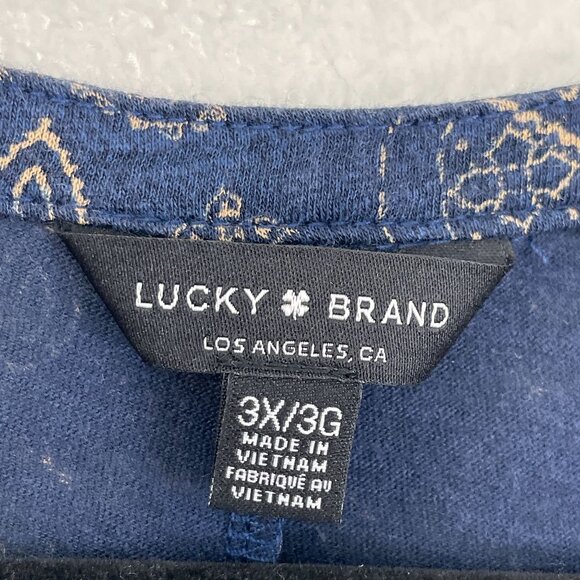 LUCKY BRAND
LOS ANGELES, CA
3X/3G
MADE IN
VIETNAM
FABRIQUÉ AU
VIETNAM